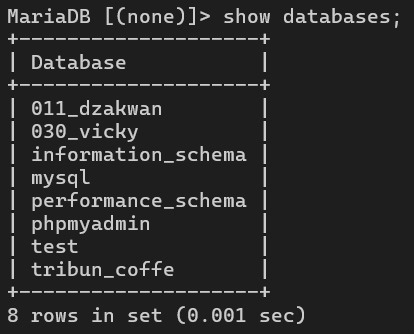 MariaDB [(none)]> show databases;
+--------------------+
| Database           |
+--------------------+
| 011_dzakwan        |
| 030_vicky          |
| information_schema |
| mysql              |
| performance_schema |
| phpmyadmin         |
| test               |
| tribun_coffe       |
+--------------------+
8 rows in set (0.001 sec)